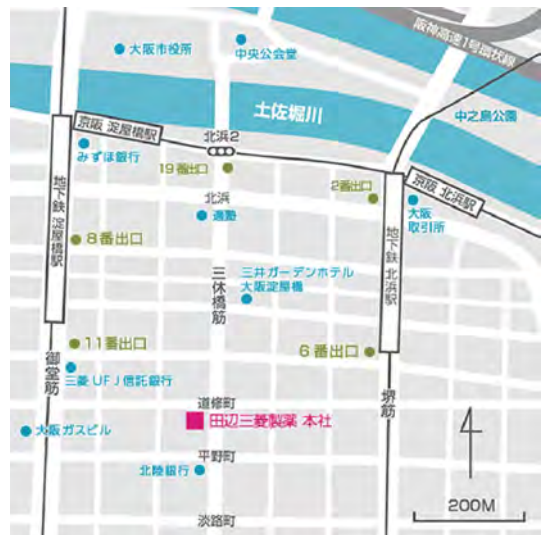 阪神高速1号環状線
大阪市役所
中央公会堂
土佐堀川
中之島公園
京阪 淀屋橋駅
北浜2
みずほ銀行
19番出口
2番出口
京阪 北浜駅
北浜
適塾
大阪
取引所
地下鉄 淀屋橋駅
8番出口
地下鉄 北浜駅
三休橋筋
三井ガーデンホテル
大阪淀屋橋
11番出口
6番出口
御堂筋
三菱UFJ信託銀行
道修町
堺筋
田辺三菱製薬 本社
大阪ガスビル
平野町
北陸銀行
200M
淡路町